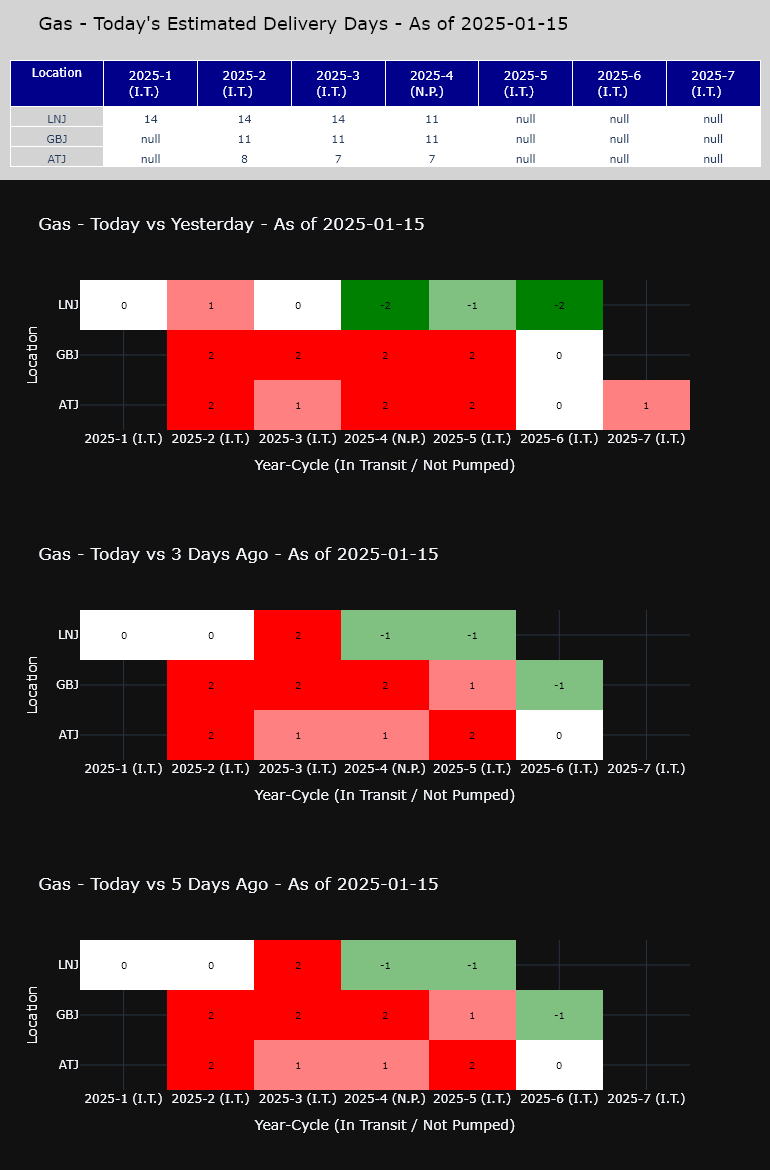 Gas - Today's Estimated Delivery Days - As of 2025-01-15
Location 2025-1 (I.T.) 2025-2 (I.T.) 2025-3 (I.T.) 2025-4 (N.P.) 2025-5 (I.T.) 2025-6 (I.T.) 2025-7 (I.T.)
LNJ 14 14 14 11 null null null
GBJ null 11 11 11 null null null
ATJ null 8 7 7 null null null
Gas - Today vs Yesterday - As of 2025-01-15
Location
LNJ 0 1 0 -2 -1 -2
GBJ 2 2 2 2 0
ATJ 2 1 2 2 0 1
2025-1 (I.T.) 2025-2 (I.T.) 2025-3 (I.T.) 2025-4 (N.P.) 2025-5 (I.T.) 2025-6 (I.T.) 2025-7 (I.T.)
Year-Cycle (In Transit / Not Pumped)
Gas - Today vs 3 Days Ago - As of 2025-01-15
Location
LNJ 0 0 2 -1 -1
GBJ 2 2 2 1 -1
ATJ 2 1 1 2 0
2025-1 (I.T.) 2025-2 (I.T.) 2025-3 (I.T.) 2025-4 (N.P.) 2025-5 (I.T.) 2025-6 (I.T.) 2025-7 (I.T.)
Year-Cycle (In Transit / Not Pumped)
Gas - Today vs 5 Days Ago - As of 2025-01-15
Location
LNJ 0 0 2 -1 -1
GBJ 2 2 2 1 -1
ATJ 2 1 1 2 0
2025-1 (I.T.) 2025-2 (I.T.) 2025-3 (I.T.) 2025-4 (N.P.) 2025-5 (I.T.) 2025-6 (I.T.) 2025-7 (I.T.)
Year-Cycle (In Transit / Not Pumped)